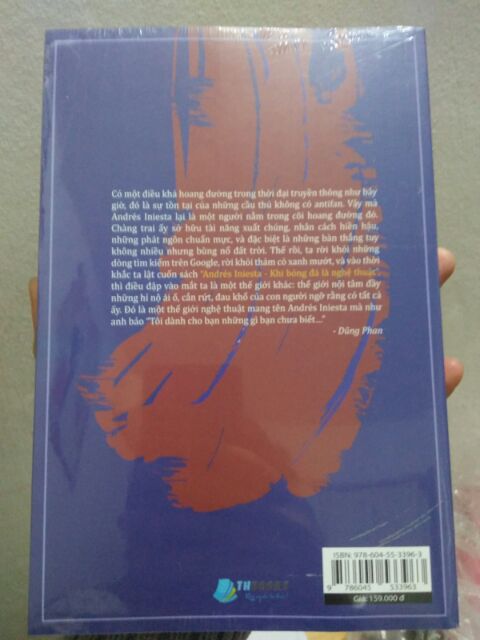 Có một điều khá hoang đường trong thời đại truyền thông như bây
giờ, đó là sự tồn tại của những cầu thủ không có antifan. Vậy mà
Andrés Iniesta lại là một người nằm trong cõi hoang đường đó.
Chàng trai ấy sở hữu tài năng xuất chúng, nhân cách hiền hậu,
những phát ngôn chuẩn mực, và đặc biệt là những bàn thắng tuy
không nhiều nhưng bùng nổ đất trời. Thế rồi, ta rời khỏi những
dòng tìm kiếm trên Google, rời khỏi thảm cỏ xanh mướt, và vào thời
khắc ta lật cuốn sách "Andrés Iniesta - Khi bóng đá là nghệ thuật",
thì điều đập vào mắt ta là một thế giới khác: thế giới nội tâm đầy
những hỉ nộ ái ố, cắn rứt, đau khổ của con người ngỡ rằng có tất cả
ấy. Đó là một thế giới nghệ thuật mang tên Andrés Iniesta mà như
anh bảo "Tôi dành cho bạn những gì bạn chưa biết..."
- Dũng Phan
ISBN: 978-604-55-3396-3
9 786045 533963
Giá: 159.000 đ
THBOOKS